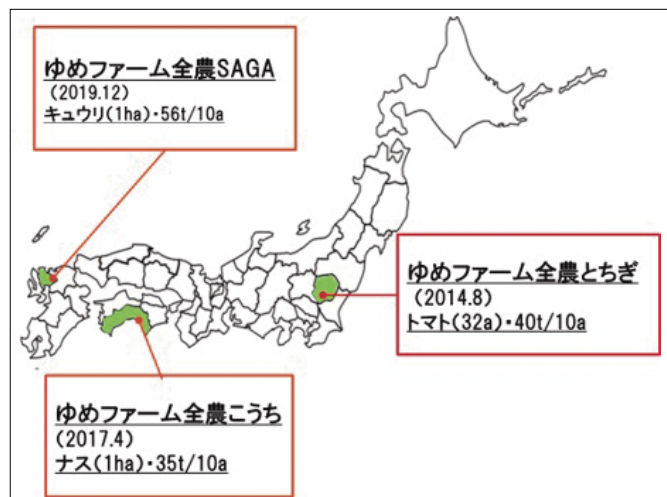 ゆめファーム全農SAGA
(2019.12)
キュウリ(1ha)・56t/10a
ゆめファーム全農とちぎ
(2014.8)
トマト(32a)・40t/10a
ゆめファーム全農こうち
(2017.4)
ナス(1ha)・35t/10a